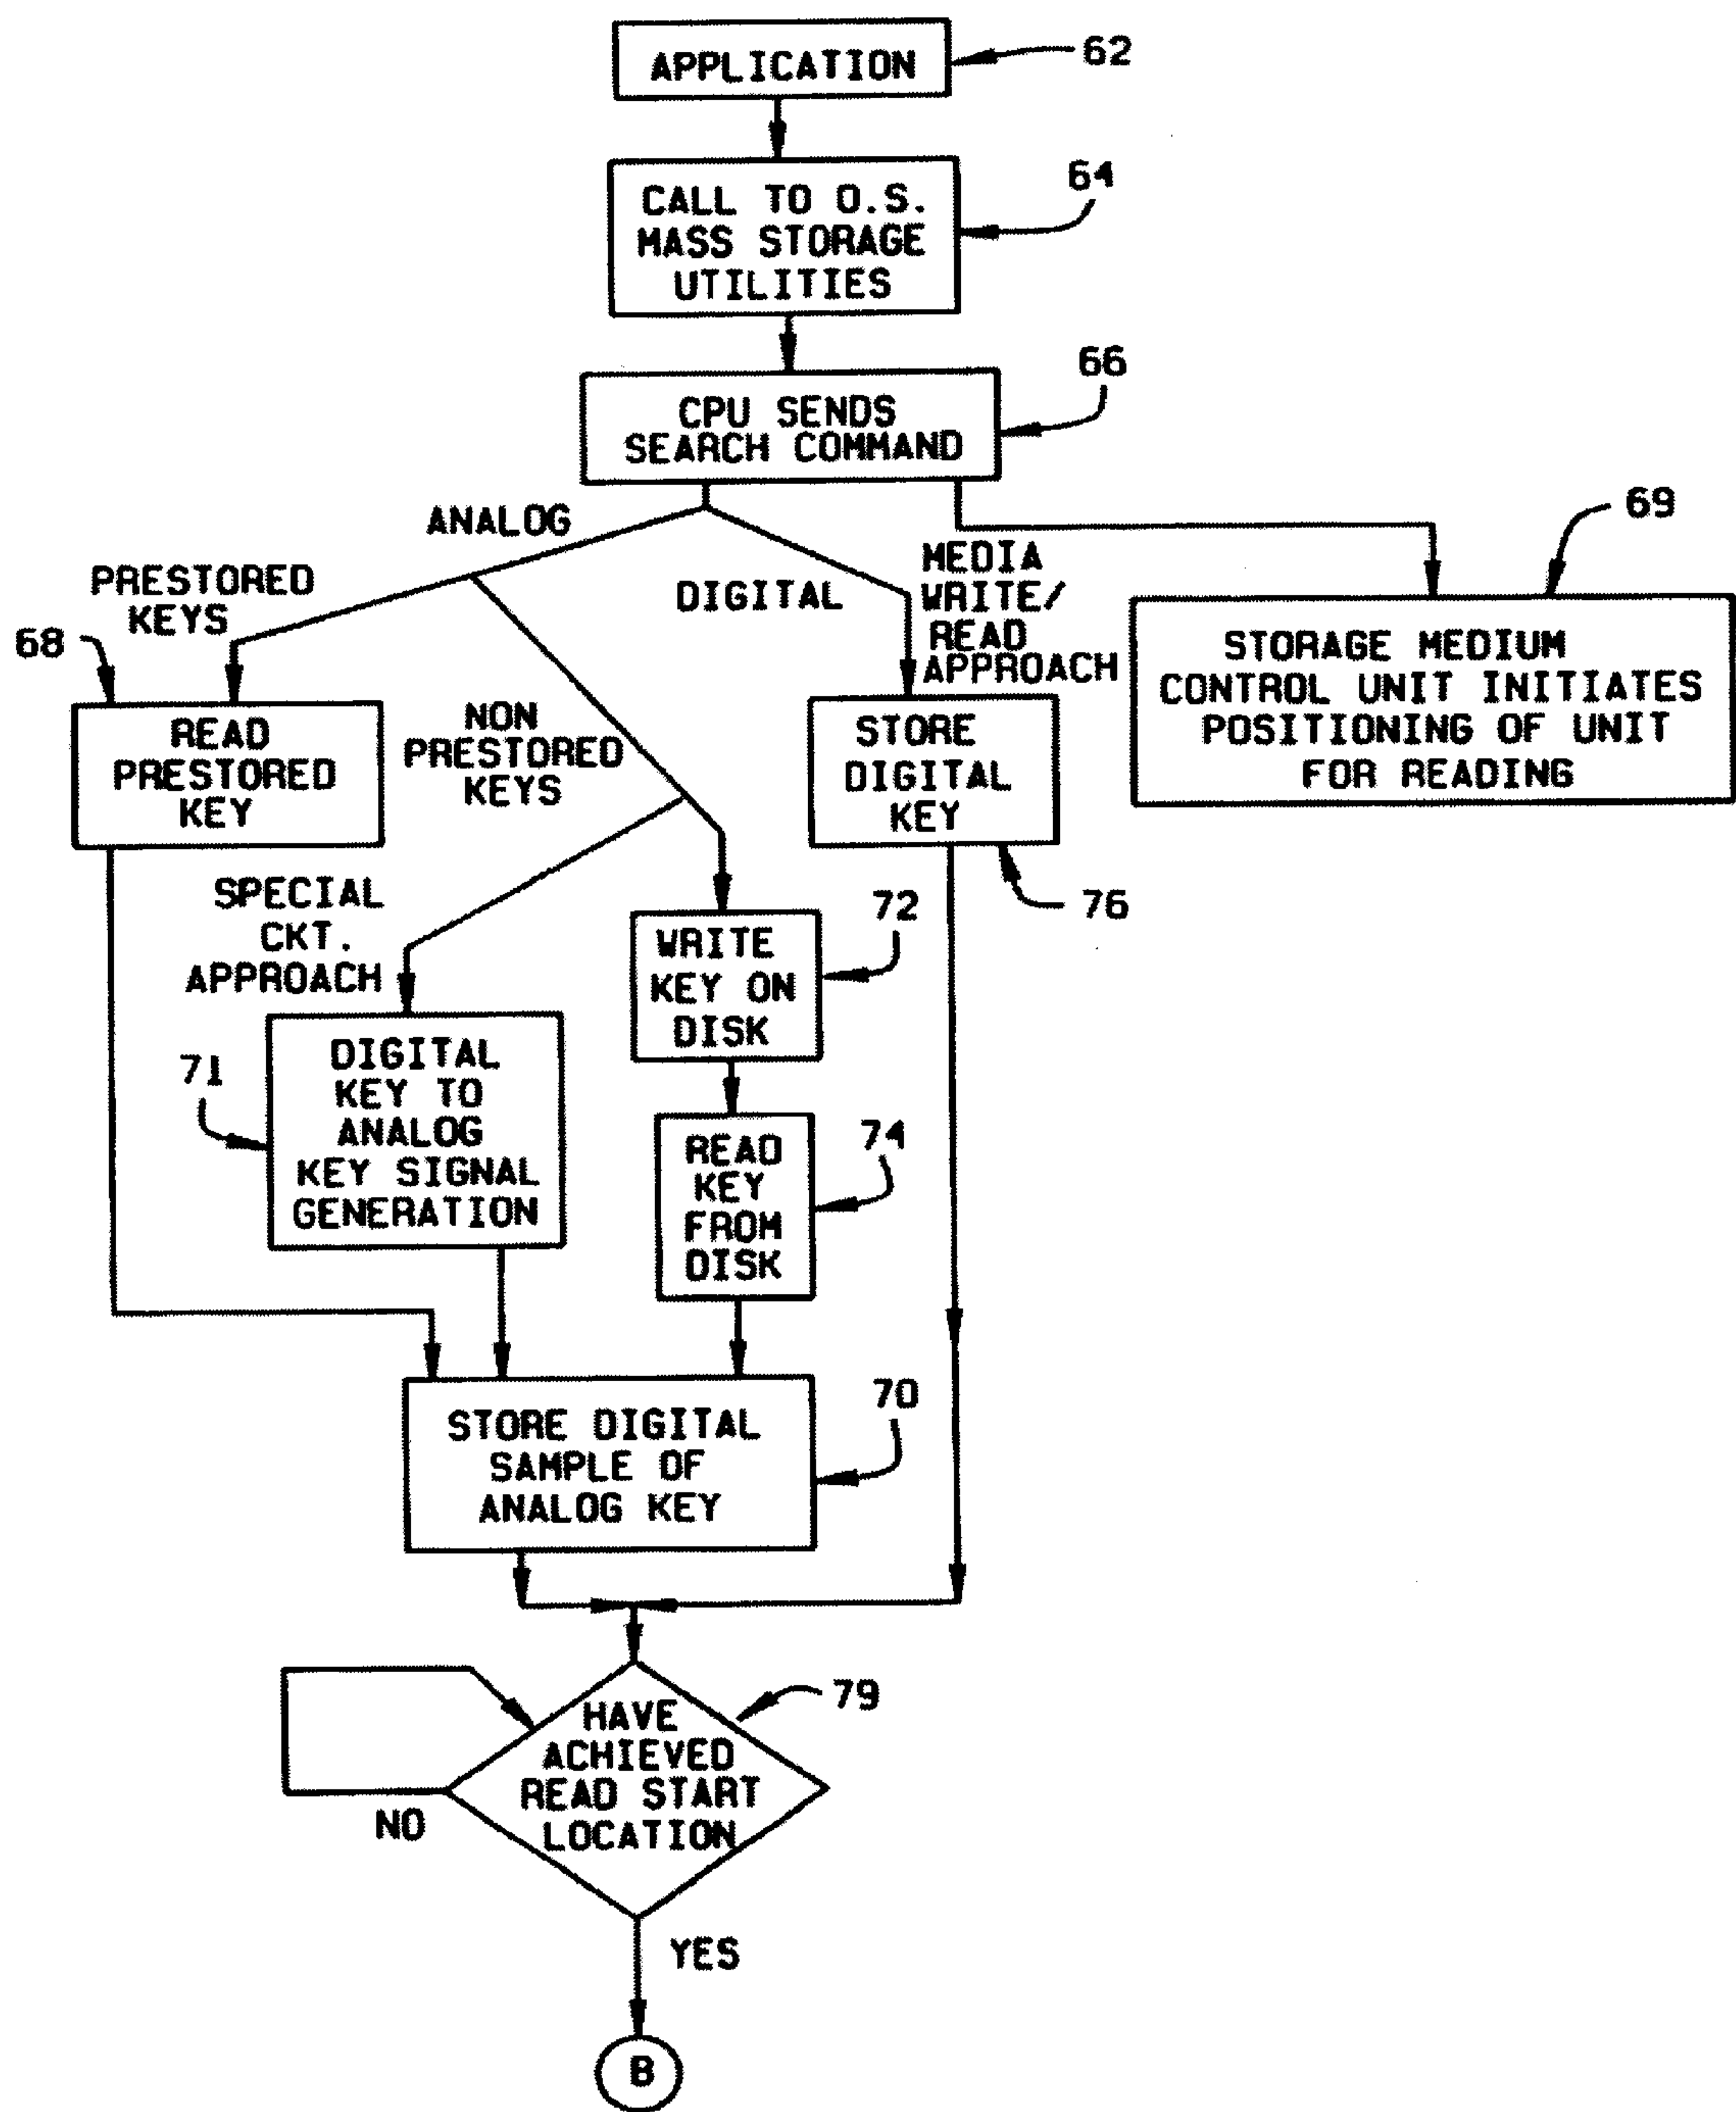 APPLICATION
62
CALL TO O.S.
MASS STORAGE
UTILITIES
64
CPU SENDS
SEARCH COMMAND
66
ANALOG
DIGITAL
PRESTORED
KEYS
68
READ
PRESTORED
KEY
NON
PRESTORED
KEYS
MEDIA
WRITE/
READ
APPROACH
STORE
DIGITAL
KEY
76
69
STORAGE MEDIUM
CONTROL UNIT INITIATES
POSITIONING OF UNIT
FOR READING
SPECIAL
CKT.
APPROACH
71
DIGITAL
KEY TO
ANALOG
KEY SIGNAL
GENERATION
72
WRITE
KEY ON
DISK
74
READ
KEY
FROM
DISK
70
STORE DIGITAL
SAMPLE OF
ANALOG KEY
79
HAVE
ACHIEVED
READ START
LOCATION
NO
YES
B